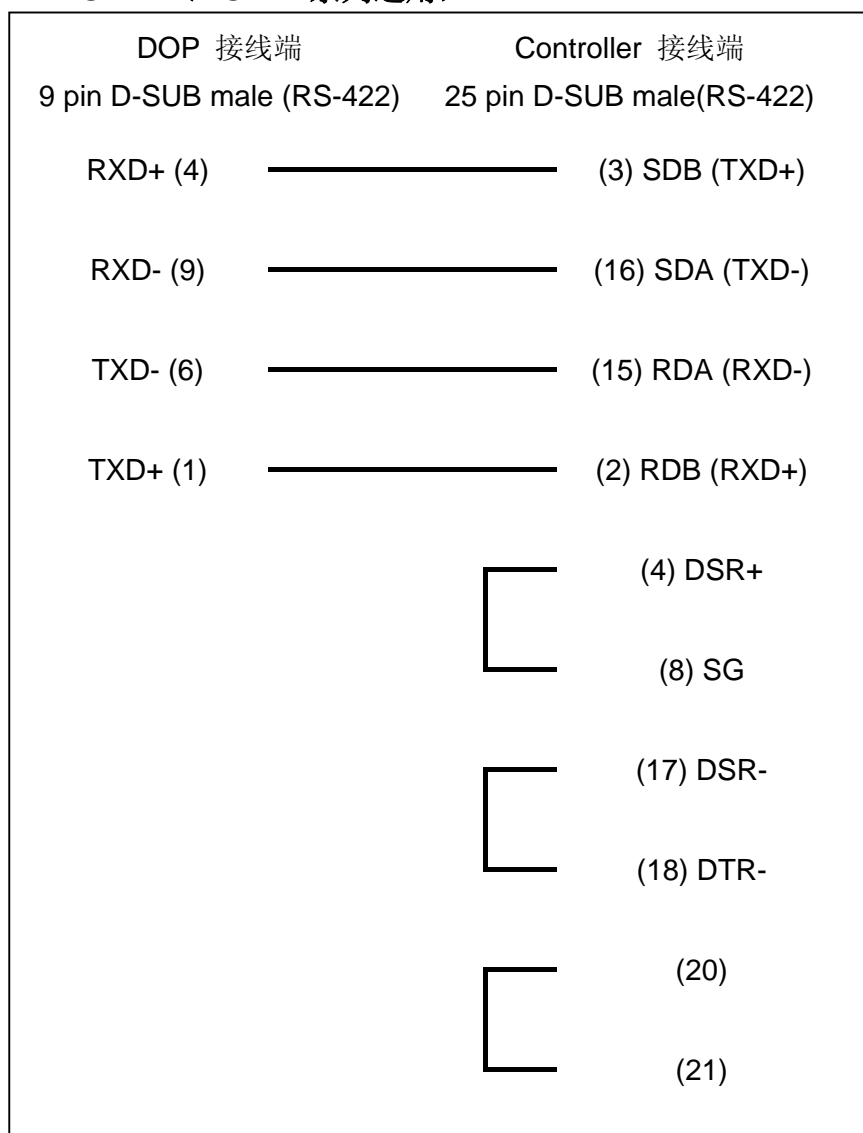 DOP 接线端 Controller 接线端
9 pin D-SUB male (RS-422) 25 pin D-SUB male(RS-422)
RXD+ (4) (3) SDB (TXD+)
RXD- (9) (16) SDA (TXD-)
TXD- (6) (15) RDA (RXD-)
TXD+ (1) (2) RDB (RXD+)
(4) DSR+
(8) SG
(17) DSR-
(18) DTR-
(20)
(21)